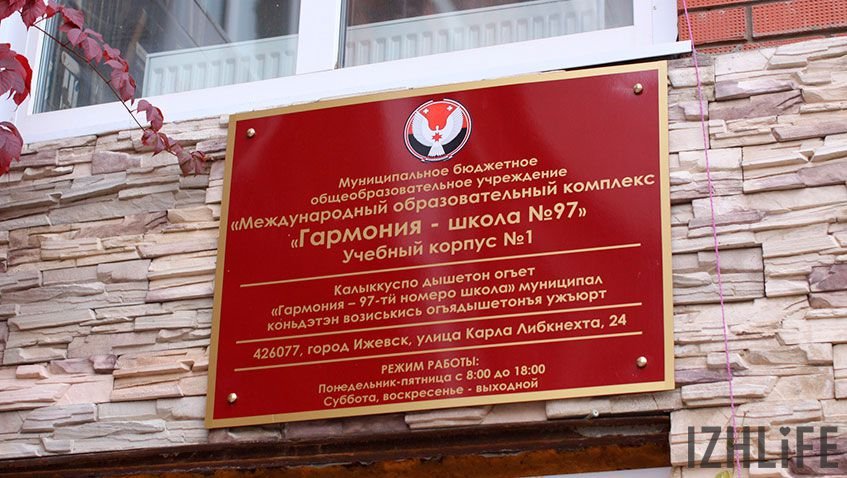 Муниципальное бюджетное
общеобразовательное учреждение
«Международный образовательный комплекс
«Гармония - школа №97»
Учебный корпус №1
Калыккуспо дышетон огъет
«Гармония – 97-тӥ номеро школа» муниципал
коньдэтэн возиськись огъядышетонъя ужъюрт
426077, город Ижевск, улица Карла Либкнехта, 24
РЕЖИМ РАБОТЫ:
Понедельник-пятница с 8:00 до 18:00
Суббота, воскресенье - выходной
IZHLiFE